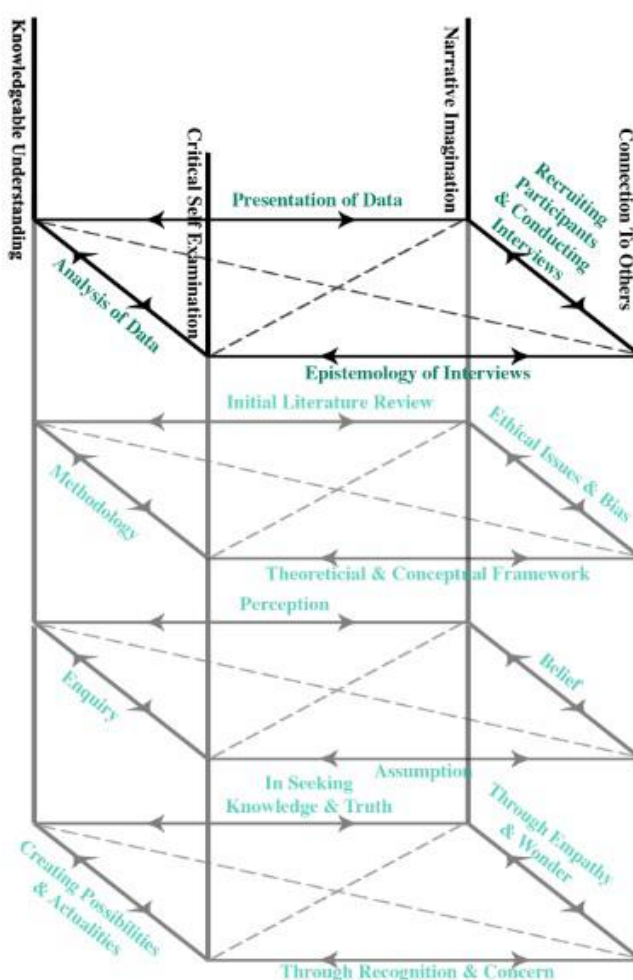 Knowledgeable Understanding
Critical Self Examination
Narrative Imagination
Connection To Others
Presentation of Data
Recruiting
Participants
& Conducting
Interviews
Analysis of Data
Epistemology of Interviews
Initial Literature Review
Ethical Issues & Bias
Methodology
Theoreticial & Conceptual Framework
Perception
Belief
Enquiry
Assumption
In Seeking
Knowledge & Truth
Through Empathy
& Wonder
Creating Possibilities
& Actualities
Through Recognition & Concern